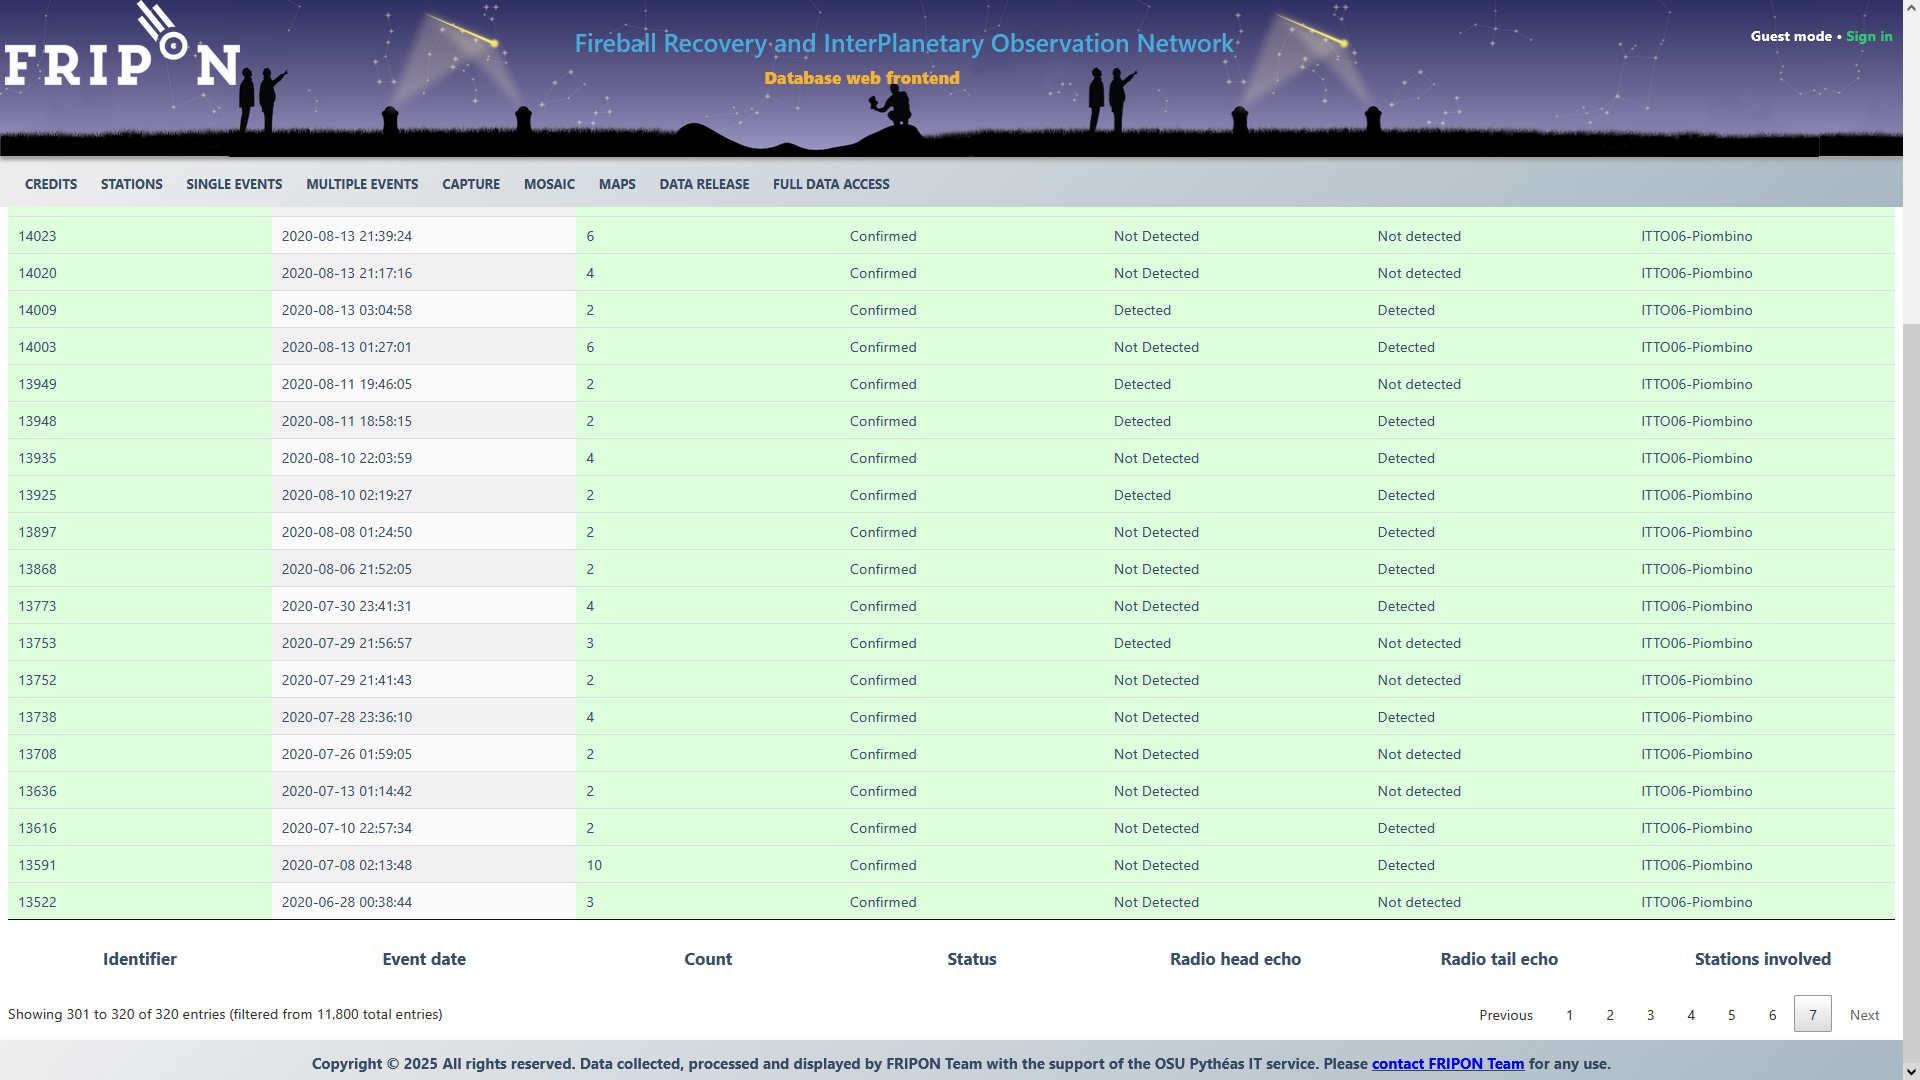 FRIPON
Fireball Recovery and InterPlanetary Observation Network
Database web frontend
Guest mode • Sign in
CREDITS STATIONS SINGLE EVENTS MULTIPLE EVENTS CAPTURE MOSAIC MAPS DATA RELEASE FULL DATA ACCESS
14023 2020-08-13 21:39:24 6 Confirmed Not Detected Not detected ITTO06-Piombino
14020 2020-08-13 21:17:16 4 Confirmed Not Detected Not detected ITTO06-Piombino
14009 2020-08-13 03:04:58 2 Confirmed Detected Detected ITTO06-Piombino
14003 2020-08-13 01:27:01 6 Confirmed Not Detected Detected ITTO06-Piombino
13949 2020-08-11 19:46:05 2 Confirmed Detected Not detected ITTO06-Piombino
13948 2020-08-11 18:58:15 2 Confirmed Detected Detected ITTO06-Piombino
13935 2020-08-10 22:03:59 4 Confirmed Not Detected Detected ITTO06-Piombino
13925 2020-08-10 02:19:27 2 Confirmed Detected Detected ITTO06-Piombino
13897 2020-08-08 01:24:50 2 Confirmed Not Detected Detected ITTO06-Piombino
13868 2020-08-06 21:52:05 2 Confirmed Not Detected Detected ITTO06-Piombino
13773 2020-07-30 23:41:31 4 Confirmed Not Detected Detected ITTO06-Piombino
13753 2020-07-29 21:56:57 3 Confirmed Detected Not detected ITTO06-Piombino
13752 2020-07-29 21:41:43 2 Confirmed Not Detected Not detected ITTO06-Piombino
13738 2020-07-28 23:36:10 4 Confirmed Not Detected Detected ITTO06-Piombino
13708 2020-07-26 01:59:05 2 Confirmed Not Detected Not detected ITTO06-Piombino
13636 2020-07-13 01:14:42 2 Confirmed Not Detected Not detected ITTO06-Piombino
13616 2020-07-10 22:57:34 2 Confirmed Not Detected Detected ITTO06-Piombino
13591 2020-07-08 02:13:48 10 Confirmed Not Detected Detected ITTO06-Piombino
13522 2020-06-28 00:38:44 3 Confirmed Not Detected Not detected ITTO06-Piombino
Identifier Event date Count Status Radio head echo Radio tail echo Stations involved
Showing 301 to 320 of 320 entries (filtered from 11,800 total entries) Previous 1 2 3 4 5 6 7 Next
Copyright © 2025 All rights reserved. Data collected, processed and displayed by FRIPON Team with the support of the OSU Pythéas IT service. Please contact FRIPON Team for any use.